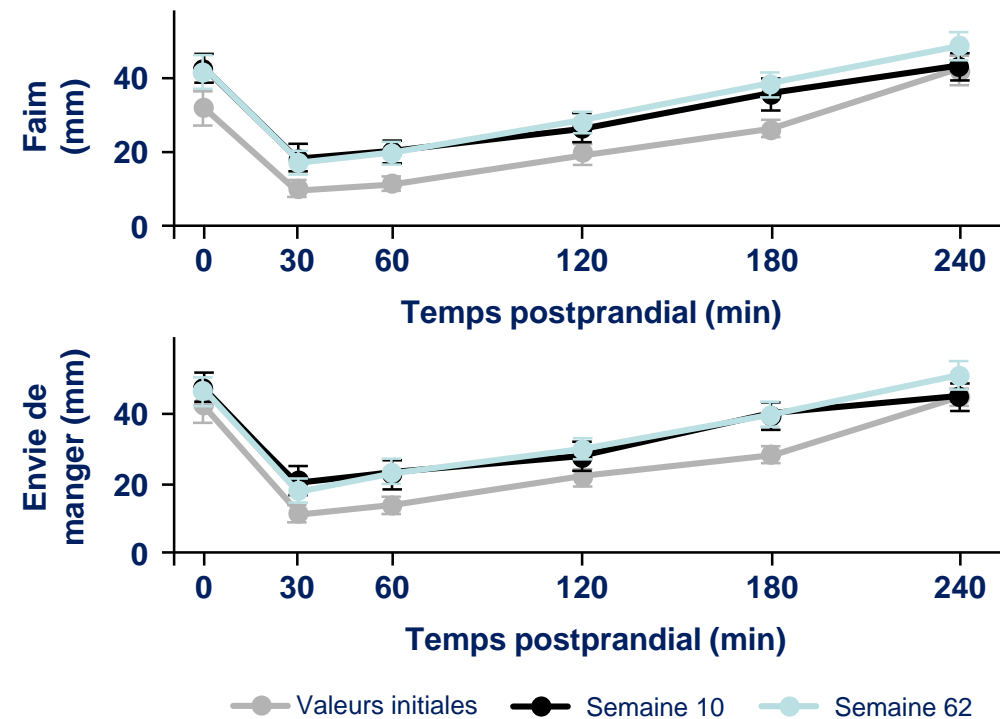 Faim
(mm)
40
20
0
0 30 60 120 180 240
Temps postprandial (min)
Envie de
manger (mm)
40
20
0
0 30 60 120 180 240
Temps postprandial (min)
Valeurs initiales Semaine 10 Semaine 62